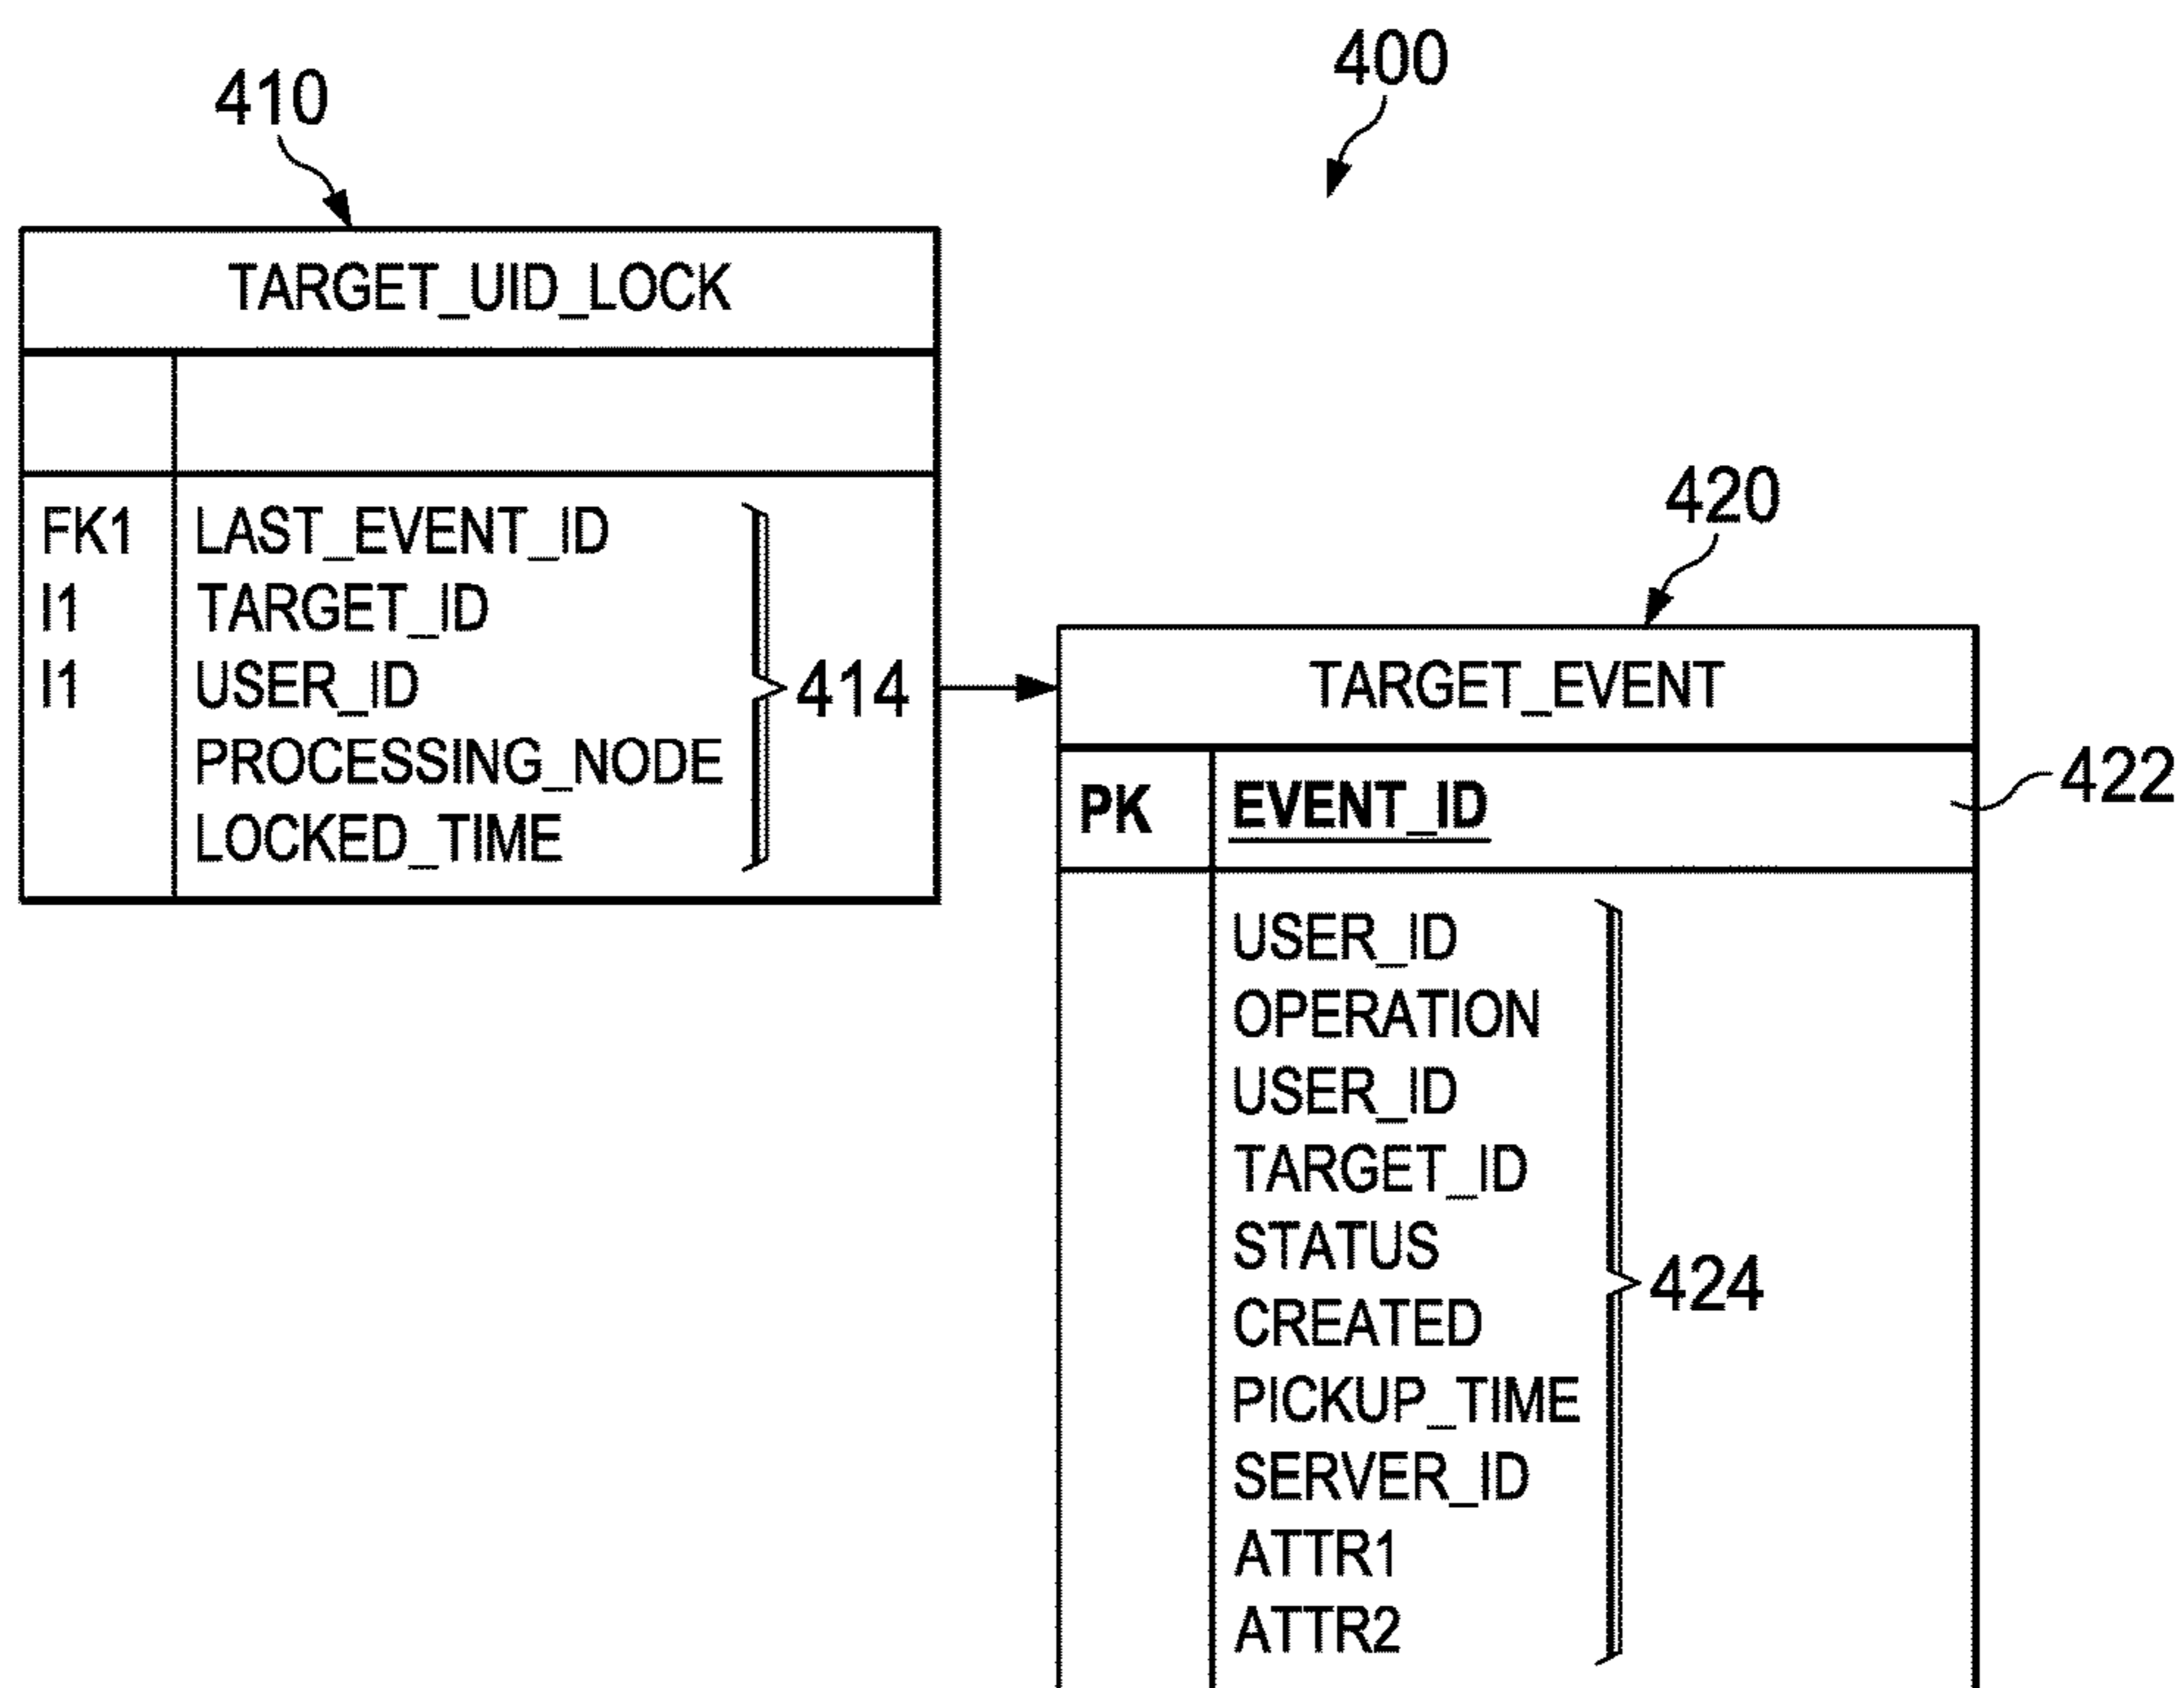 400
410
TARGET_UID_LOCK
FK1 LAST_EVENT_ID
I1 TARGET_ID
I1 USER_ID
PROCESSING_NODE
LOCKED_TIME
414
420
TARGET_EVENT
PK EVENT_ID
422
USER_ID
OPERATION
USER_ID
TARGET_ID
STATUS
CREATED
PICKUP_TIME
SERVER_ID
ATTR1
ATTR2
424